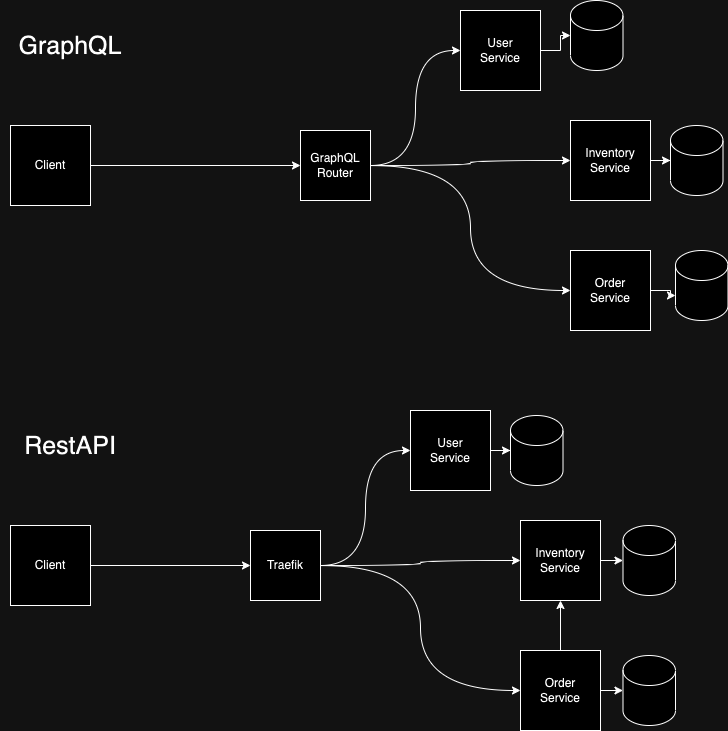 GraphQL
User
Service
Client
GraphQL
Router
Inventory
Service
Order
Service
RestAPI
User
Service
Client
Traefik
Inventory
Service
Order
Service